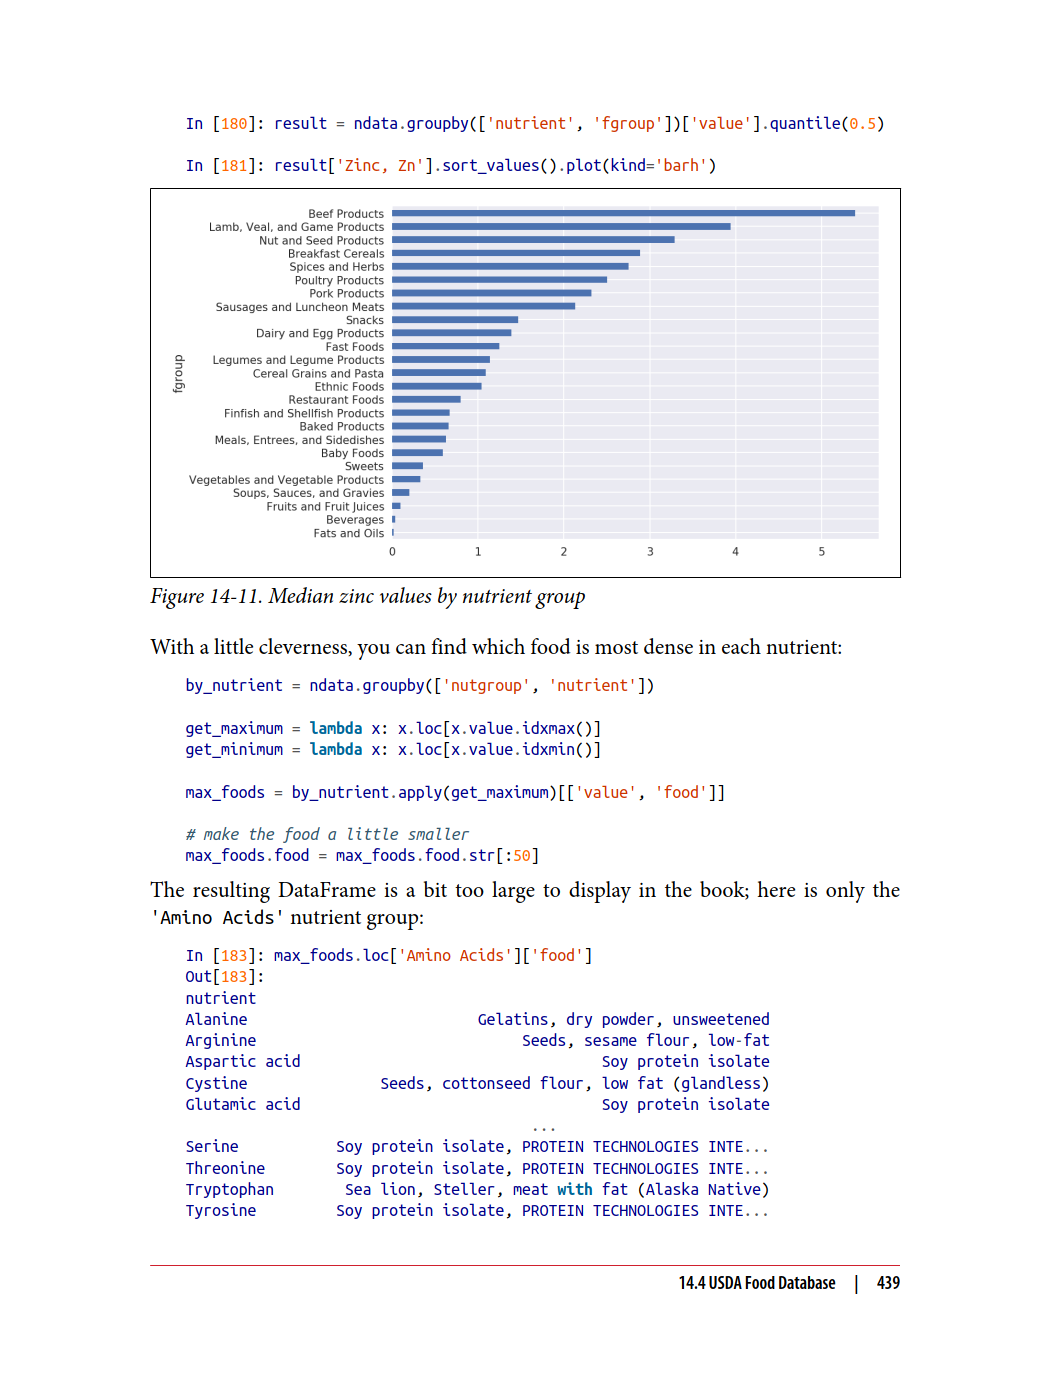 In [180]: result = ndata.groupby(['nutrient', 'fgroup'])['value'].quantile(0.5)
In [181]: result['Zinc, Zn'].sort_values().plot(kind='barh')
Beef Products
Lamb, Veal, and Game Products
Nut and Seed Products
Breakfast Cereals
Spices and Herbs
Poultry Products
Pork Products
Sausages and Luncheon Meats
Snacks
Dairy and Egg Products
Fast Foods
Legumes and Legume Products
Cereal Grains and Pasta
Ethnic Foods
Restaurant Foods
Finfish and Shellfish Products
Baked Products
Meals, Entrees, and Sidedishes
Baby Foods
Sweets
Vegetables and Vegetable Products
Soups, Sauces, and Gravies
Fruits and Fruit Juices
Beverages
Fats and Oils
fgroup
0 1 2 3 4 5
Figure 14-11. Median zinc values by nutrient group
With a little cleverness, you can find which food is most dense in each nutrient:
by_nutrient = ndata.groupby(['nutgroup', 'nutrient'])
get_maximum = lambda x: x.loc[x.value.idxmax()]
get_minimum = lambda x: x.loc[x.value.idxmin()]
max_foods = by_nutrient.apply(get_maximum)[['value', 'food']]
# make the food a little smaller
max_foods.food = max_foods.food.str[:50]
The resulting DataFrame is a bit too large to display in the book; here is only the
'Amino Acids' nutrient group:
In [183]: max_foods.loc['Amino Acids']['food']
Out[183]:
nutrient
Alanine Gelatins, dry powder, unsweetened
Arginine Seeds, sesame flour, low-fat
Aspartic acid Soy protein isolate
Cystine Seeds, cottonseed flour, low fat (glandless)
Glutamic acid Soy protein isolate
...
Serine Soy protein isolate, PROTEIN TECHNOLOGIES INTE...
Threonine Soy protein isolate, PROTEIN TECHNOLOGIES INTE...
Tryptophan Sea lion, Steller, meat with fat (Alaska Native)
Tyrosine Soy protein isolate, PROTEIN TECHNOLOGIES INTE...
14.4 USDA Food Database | 439